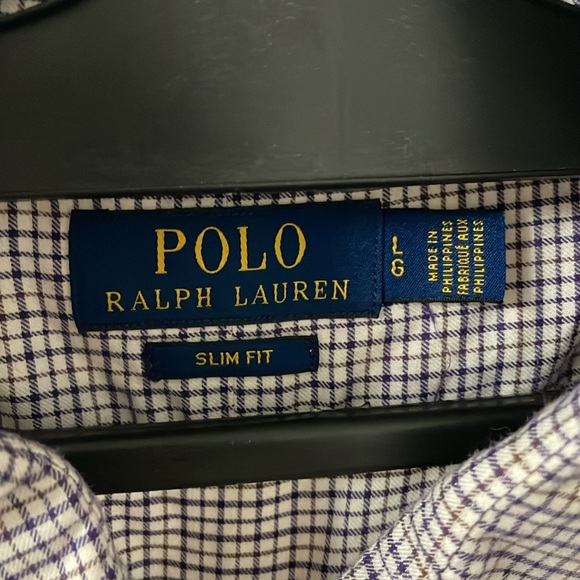 POLO
RALPH LAUREN
L
G
MADE IN
PHILIPPINES
FABRIQUÉ AUX
PHILIPPINES
SLIM FIT